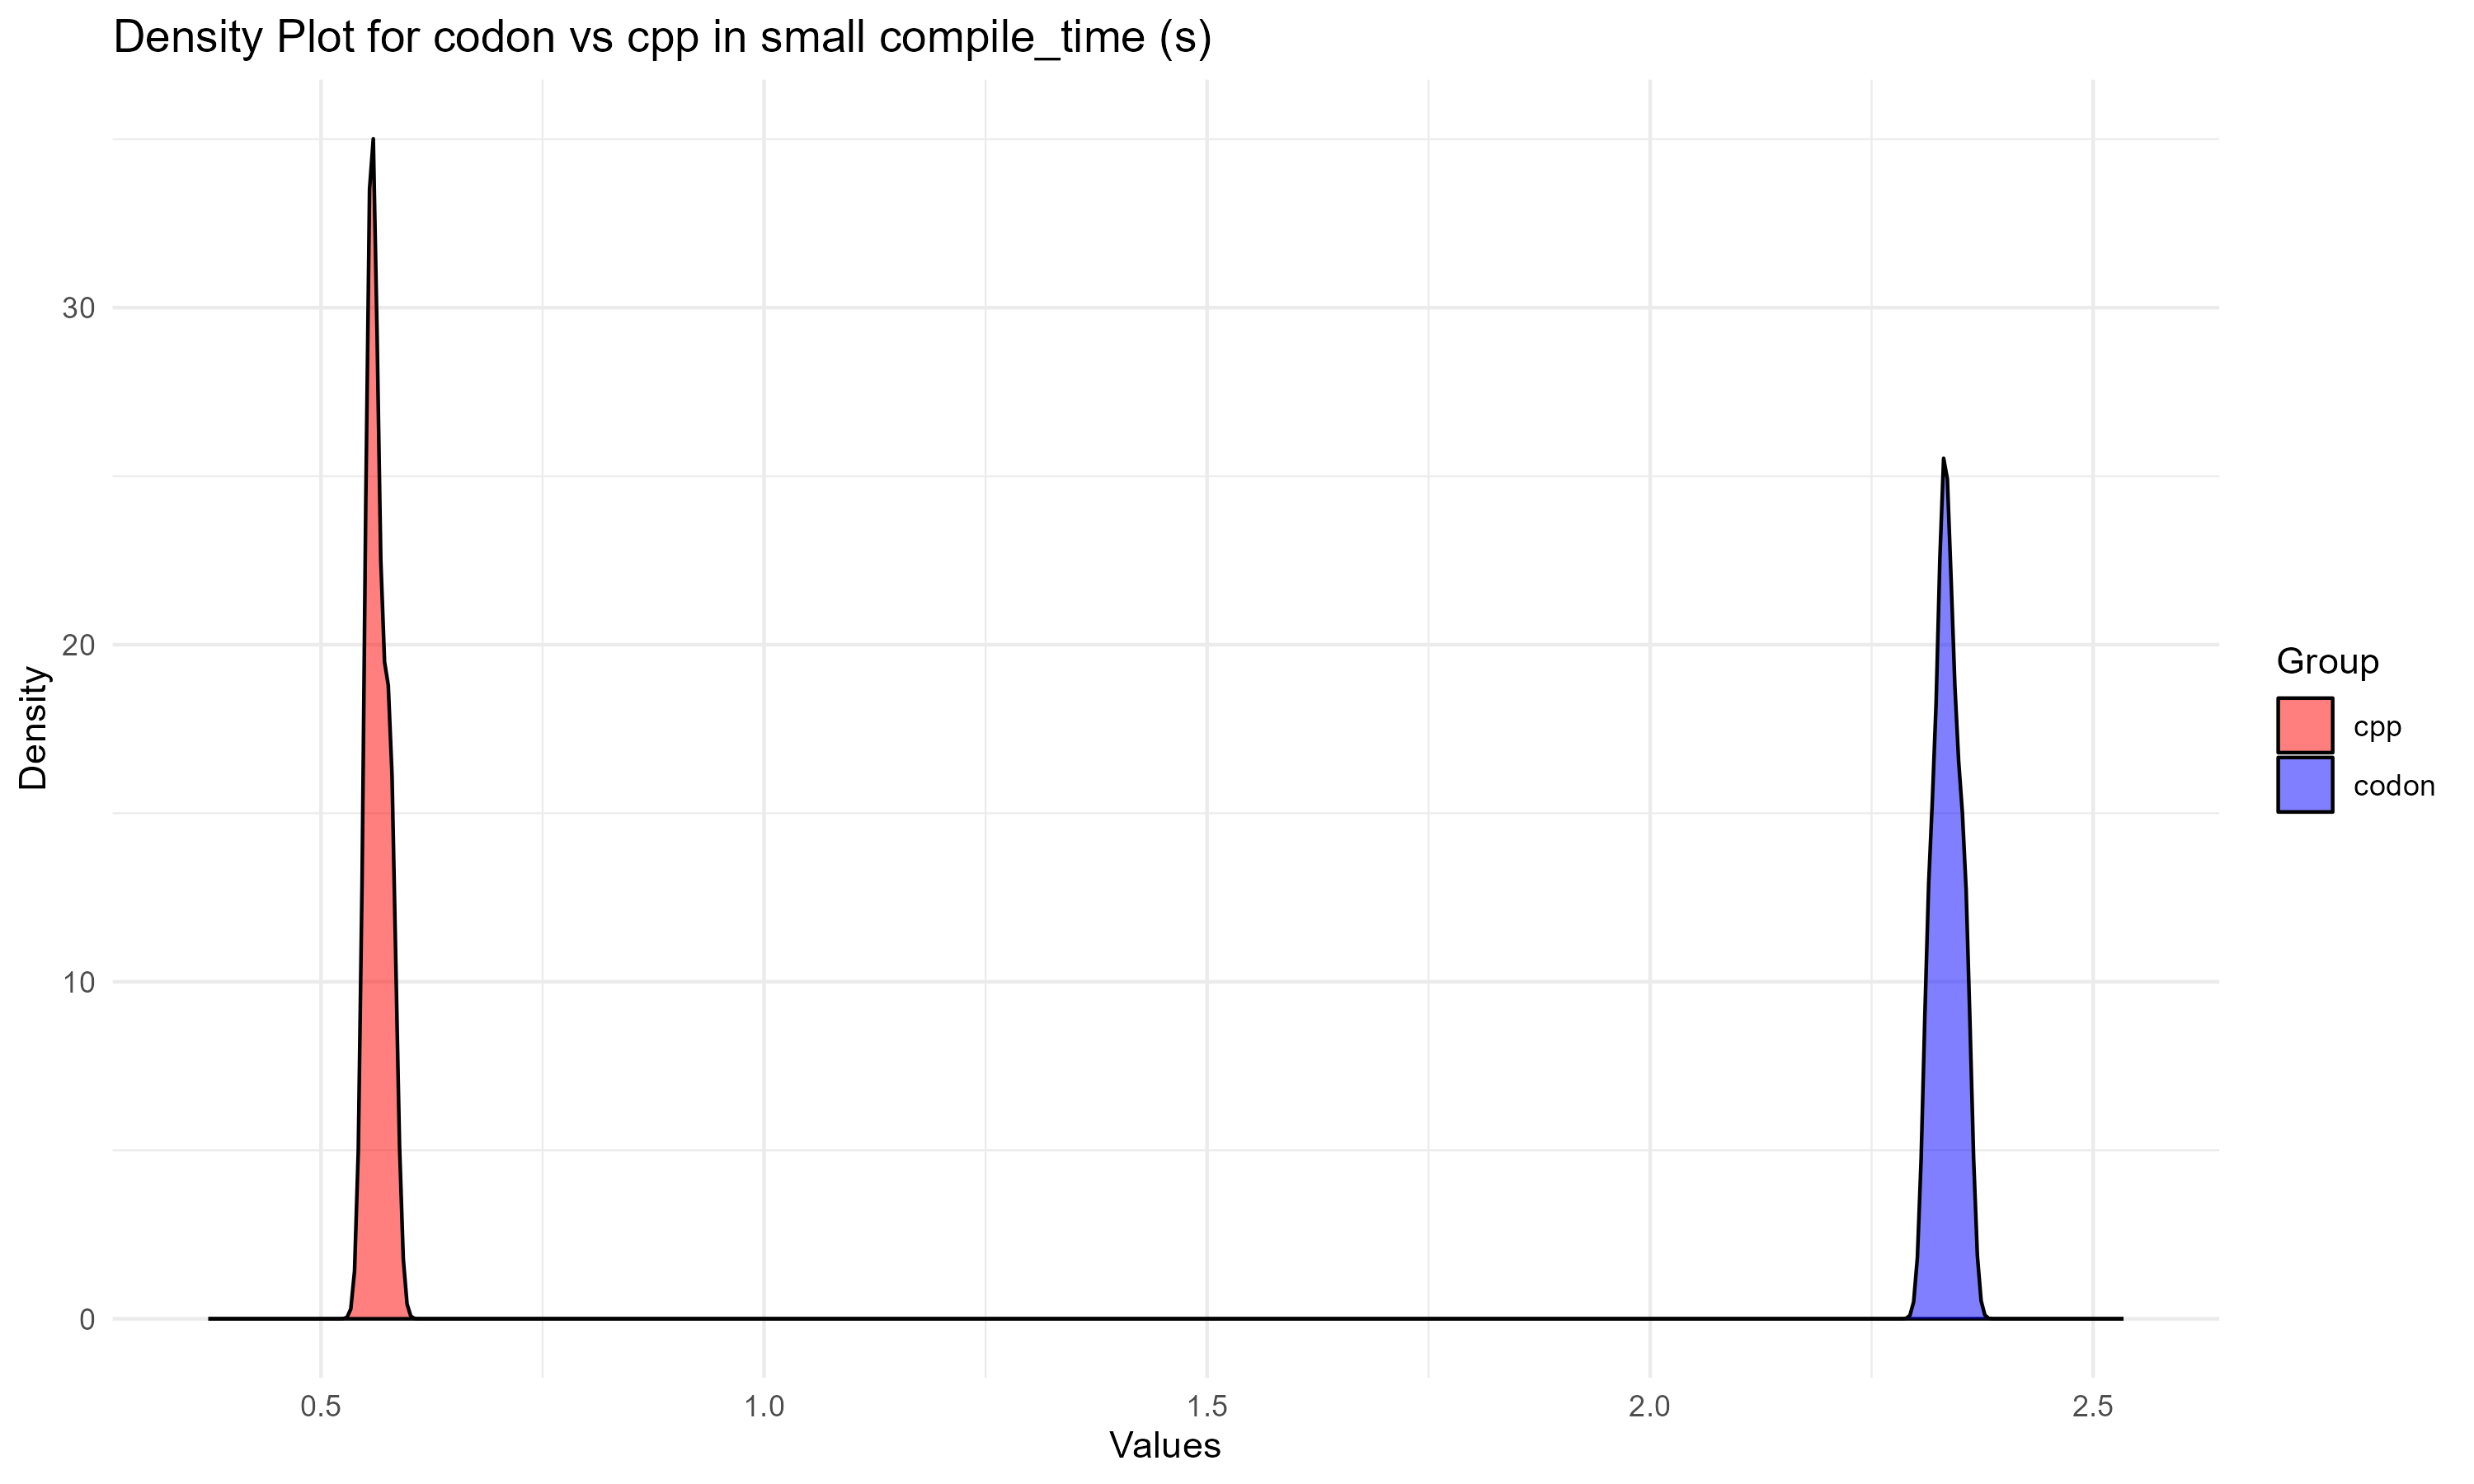 Density Plot for codon vs cpp in small compile_time (s)
30
20
10
0
Density
0.5 1.0 1.5 2.0 2.5
Values
Group
cpp
codon